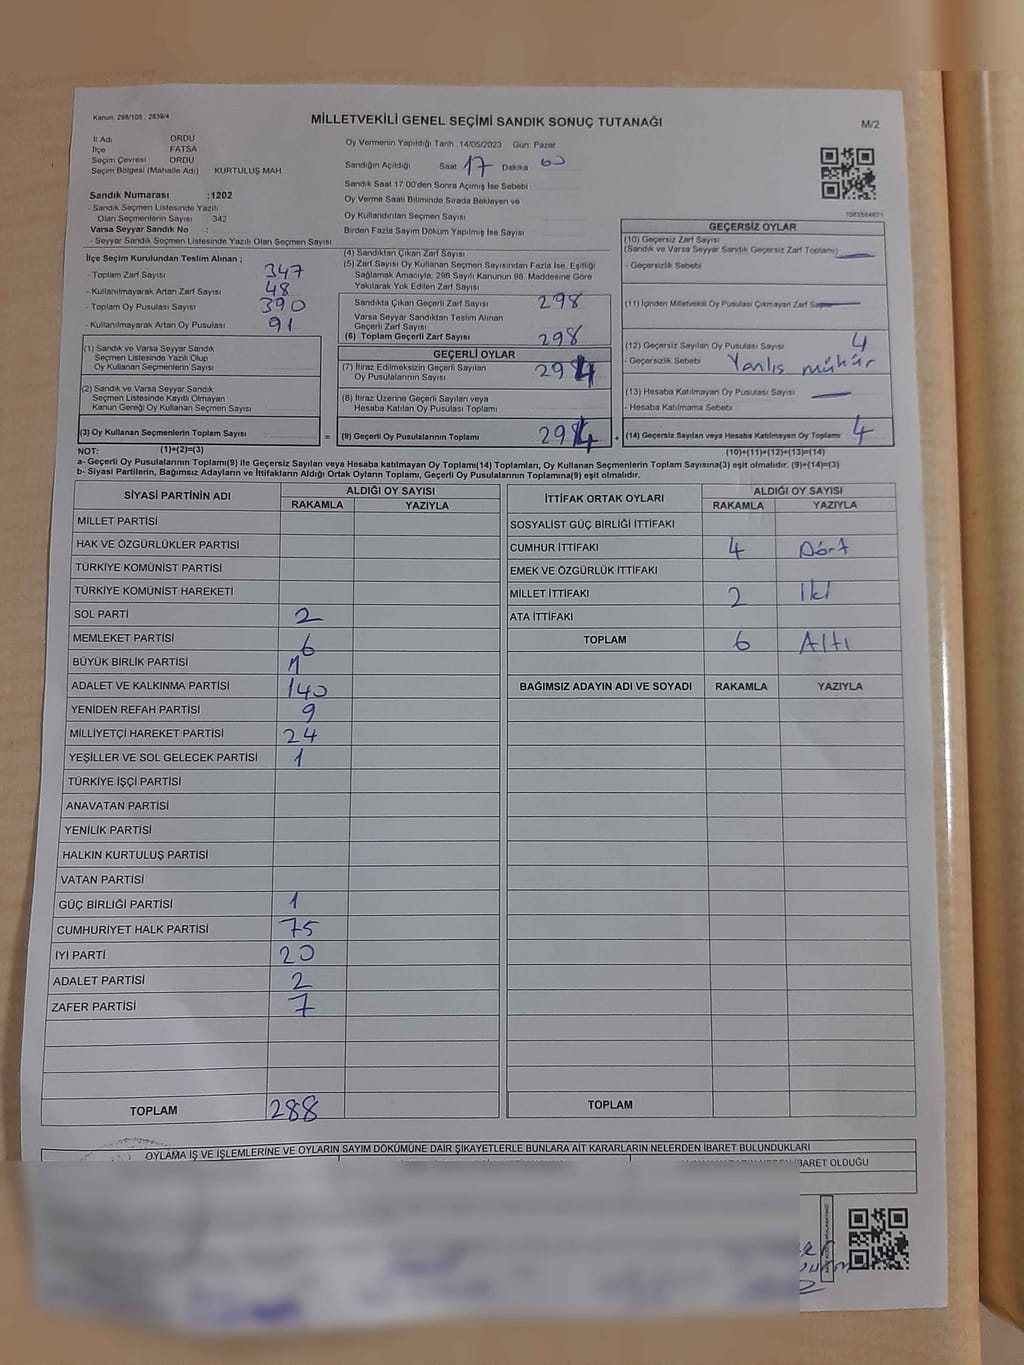 Kanun, 298/105 , 2839/4
MİLLETVEKİLİ GENEL SEÇİMİ SANDIK SONUÇ TUTANAĞI
M/2
İl Adı ORDU
İlçe FATSA
Seçim Çevresi ORDU
Seçim Bölgesi (Mahalle Adı) KURTULUŞ MAH.
Sandık Numarası :1202
- Sandık Seçmen Listesinde Yazılı
Olan Seçmenlerin Sayısı 342
Varsa Seyyar Sandık No :
- Seyyar Sandık Seçmen Listesinde Yazılı Olan Seçmen Sayısı
İlçe Seçim Kurulundan Teslim Alınan ;
- Toplam Zarf Sayısı 347
- Kullanılmayarak Artan Zarf Sayısı 48
- Toplam Oy Pusulası Sayısı 390
- Kullanılmayarak Artan Oy Pusulası 91
(1) Sandık ve Varsa Seyyar Sandık
Seçmen Listesinde Yazılı Olup
Oy Kullanan Seçmenlerin Sayısı
(2) Sandık ve Varsa Seyyar Sandık
Seçmen Listesinde Kayıtlı Olmayan
Kanun Gereği Oy Kullanan Seçmen Sayısı
(3) Oy Kullanan Seçmenlerin Toplam Sayısı
Oy Vermenin Yapıldığı Tarih 14/05/2023 Gün: Pazar
Sandığın Açıldığı Saat 17 Dakika
Sandık Saat 17.00'den Sonra Açımış İse Sebebi
Oy Verme Saati Bitiminde Sırada Bekleyen ve
Oy Kullandırılan Seçmen Sayısı
Birden Fazla Sayım Döküm Yapılmış İse Sayısı
(4) Sandıktan Çıkan Zarf Sayısı
(5) Zarf Sayısı Oy Kullanan Seçmen Sayısından Fazla İse, Eşitliği
Sağlamak Amacıyla, 298 Sayılı Kanunun 98. Maddesine Göre
Yakılarak Yok Edilen Zarf Sayısı
Sandıkta Çıkan Geçerli Zarf Sayısı 298
Varsa Seyyar Sandıktan Teslim Alınan
Geçerli Zarf Sayısı
(6) Toplam Geçerli Zarf Sayısı 298
GEÇERLİ OYLAR
(7) İtiraz Edilmeksizin Geçerli Sayılan
Oy Pusulalarının Sayısı 294
(8) İtiraz Üzerine Geçerli Sayılan veya
Hesaba Katılan Oy Pusulası Toplamı
= (9) Geçerli Oy Pusulalarının Toplamı 294
1083584871
GEÇERSİZ OYLAR
(10) Geçersiz Zarf Sayısı
(Sandık ve Varsa Seyyar Sandık Geçersiz Zarf Toplamı)
- Geçersizlik Sebebi
(11) İçinden Milletvekili Oy Pusulası Çıkmayan Zarf Sayısı
(12) Geçersiz Sayılan Oy Pusulası Sayısı 4
- Geçersizlik Sebebi Yanlış mühür
(13) Hesaba Katılmayan Oy Pusulası Sayısı
- Hesaba Katılmama Sebebi
+ (14) Geçersiz Sayılan veya Hesaba Katılmayan Oy Toplamı 4
NOT: (1)+(2)=(3) (10)+(11)+(12)+(13)=(14)
a- Geçerli Oy Pusulalarının Toplamı(9) ile Geçersiz Sayılan veya Hesaba katılmayan Oy Toplamı(14) Toplamları, Oy Kullanan Seçmenlerin Toplam Sayısına(3) eşit olmalıdır. (9)+(14)=(3)
b- Siyasi Partilerin, Bağımsız Adayların ve İttifakların Aldığı Ortak Oyların Toplamı, Geçerli Oy Pusulalarının Toplamına(9) eşit olmalıdır.
SİYASİ PARTİNİN ADI ALDIĞI OY SAYISI
RAKAMLA YAZIYLA
MİLLET PARTİSİ
HAK VE ÖZGÜRLÜKLER PARTİSİ
TÜRKİYE KOMÜNİST PARTİSİ
TÜRKİYE KOMÜNİST HAREKETİ
SOL PARTİ 2
MEMLEKET PARTİSİ 6
BÜYÜK BİRLİK PARTİSİ 1
ADALET VE KALKINMA PARTİSİ 140
YENİDEN REFAH PARTİSİ 9
MİLLİYETÇİ HAREKET PARTİSİ 24
YEŞİLLER VE SOL GELECEK PARTİSİ 1
TÜRKİYE İŞÇİ PARTİSİ
ANAVATAN PARTİSİ
YENİLİK PARTİSİ
HALKIN KURTULUŞ PARTİSİ
VATAN PARTİSİ
GÜÇ BİRLİĞİ PARTİSİ 1
CUMHURİYET HALK PARTİSİ 75
İYİ PARTİ 20
ADALET PARTİSİ 2
ZAFER PARTİSİ 7
TOPLAM 288
İTTİFAK ORTAK OYLARI ALDIĞI OY SAYISI
RAKAMLA YAZIYLA
SOSYALİST GÜÇ BİRLİĞİ İTTİFAKI
CUMHUR İTTİFAKI 4 Dört
EMEK VE ÖZGÜRLÜK İTTİFAKI
MİLLET İTTİFAKI 2 İki
ATA İTTİFAKI
TOPLAM 6 Altı
BAĞIMSIZ ADAYIN ADI VE SOYADI RAKAMLA YAZIYLA
TOPLAM
OYLAMA İŞ VE İŞLEMLERİNE VE OYLARIN SAYIM DÖKÜMÜNE DAİR ŞİKAYETLERLE BUNLARA AİT KARARLARIN NELERDEN İBARET BULUNDUKLARI
İBARET OLDUĞU